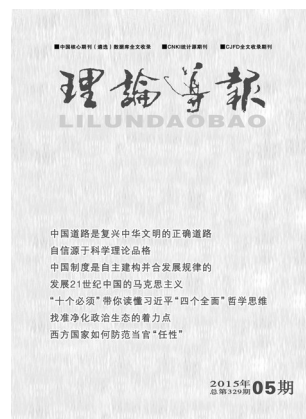 ■中国核心期刊（遴选）数据库全文收录 ■CNKI统计源期刊 ■CJFD全文收录期刊
理論導報
LILUNDAOBAO
中国道路是复兴中华文明的正确道路
自信源于科学理论品格
中国制度是自主建构并合发展规律的
发展21世纪中国的马克思主义
“十个必须”带你读懂习近平“四个全面”哲学思维
找准净化政治生态的着力点
西方国家如何防范当官“任性”
2015年
总第329期
05期